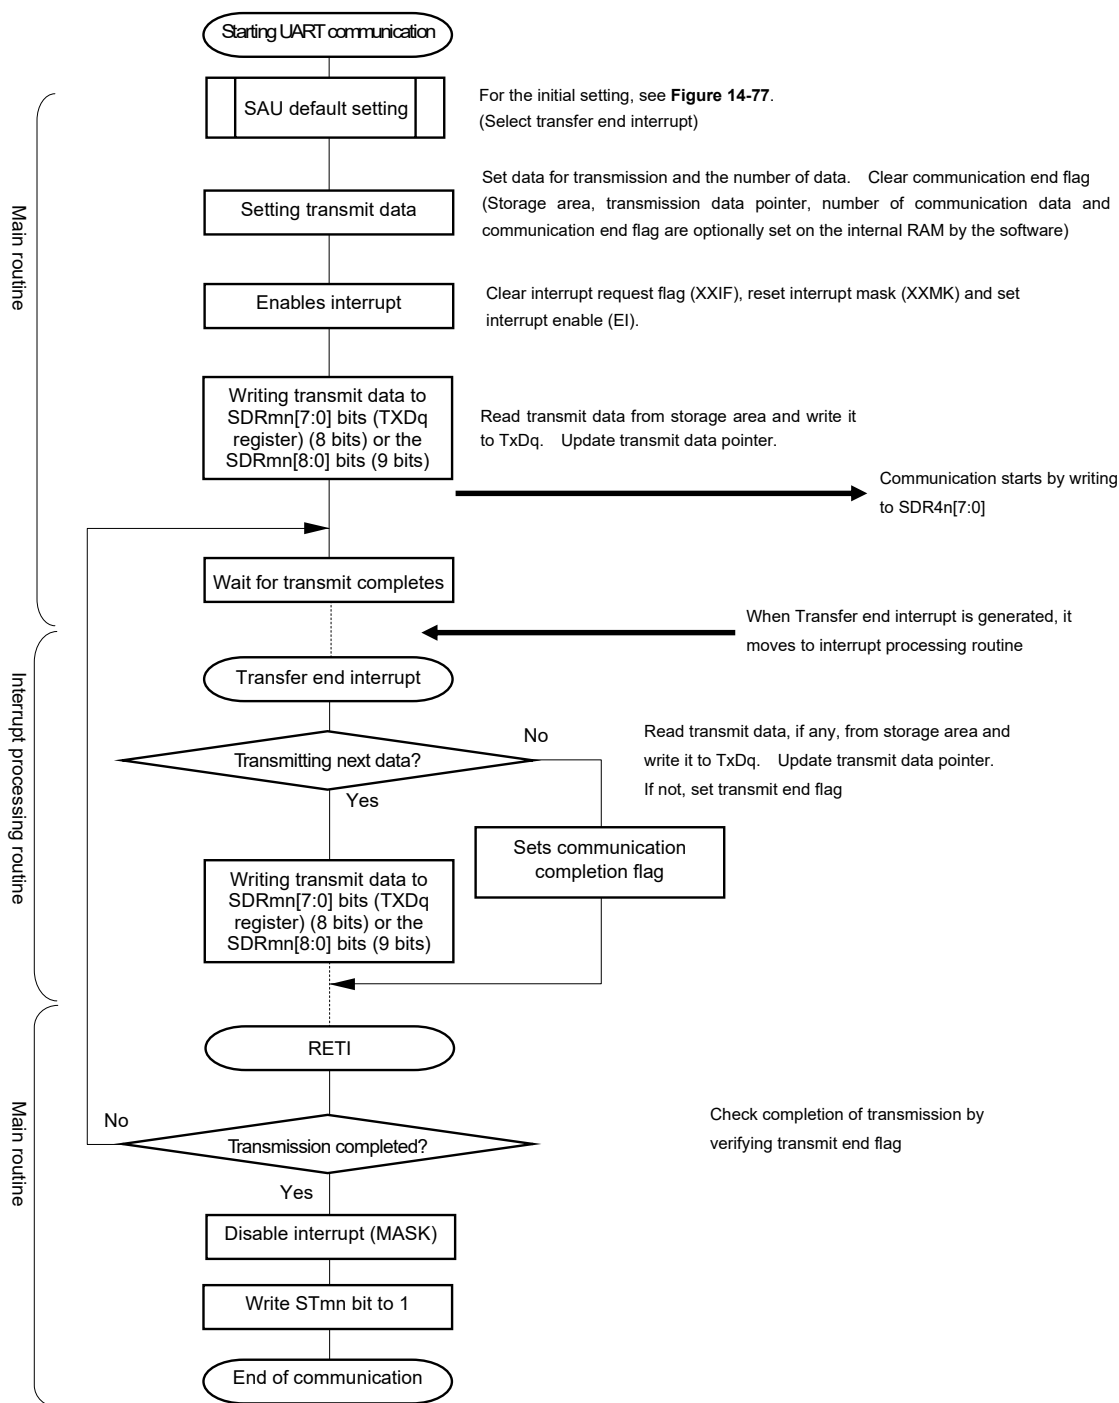 Starting UART communication
SAU default setting
For the initial setting, see Figure 14-77.
(Select transfer end interrupt)
Main routine
Setting transmit data
Set data for transmission and the number of data. Clear communication end flag
(Storage area, transmission data pointer, number of communication data and
communication end flag are optionally set on the internal RAM by the software)
Enables interrupt
Clear interrupt request flag (XXIF), reset interrupt mask (XXMK) and set
interrupt enable (EI).
Writing transmit data to
SDRmn[7:0] bits (TXDq
register) (8 bits) or the
SDRmn[8:0] bits (9 bits)
Read transmit data from storage area and write it
to TxDq. Update transmit data pointer.
Communication starts by writing
to SDR4n[7:0]
Wait for transmit completes
When Transfer end interrupt is generated, it
moves to interrupt processing routine
Interrupt processing routine
Transfer end interrupt
Transmitting next data?
No
Yes
Read transmit data, if any, from storage area and
write it to TxDq. Update transmit data pointer.
If not, set transmit end flag
Sets communication
completion flag
Writing transmit data to
SDRmn[7:0] bits (TXDq
register) (8 bits) or the
SDRmn[8:0] bits (9 bits)
RETI
Main routine
No
Transmission completed?
Check completion of transmission by
verifying transmit end flag
Yes
Disable interrupt (MASK)
Write STmn bit to 1
End of communication